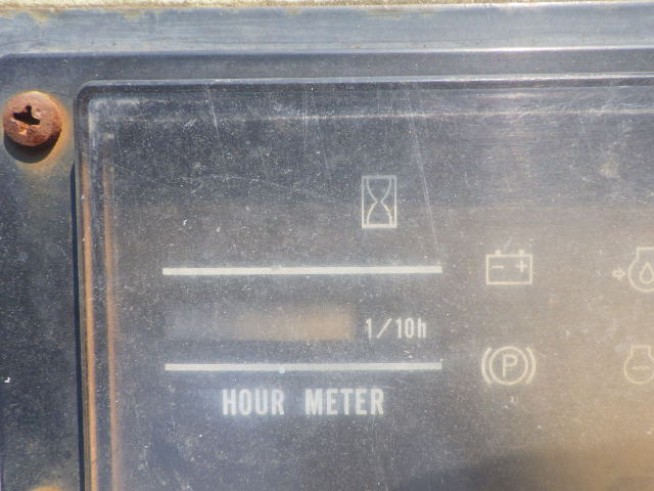 - +
1/10h
(P)
HOUR METER